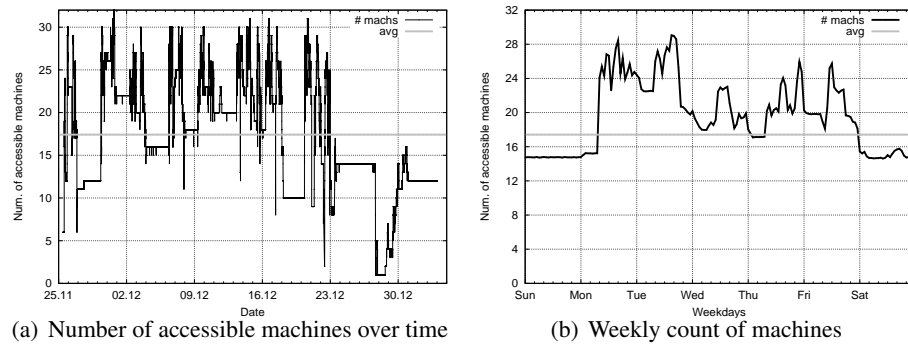 # machs
avg
Num. of accessible machines
30
25
20
15
10
5
0
25.11 02.12 09.12 16.12 23.12 30.12
Date
(a) Number of accessible machines over time
# machs
avg
Num. of accessible machines
32
28
24
20
16
12
8
4
0
Sun Mon Tue Wed Thu Fri Sat
Weekdays
(b) Weekly count of machines